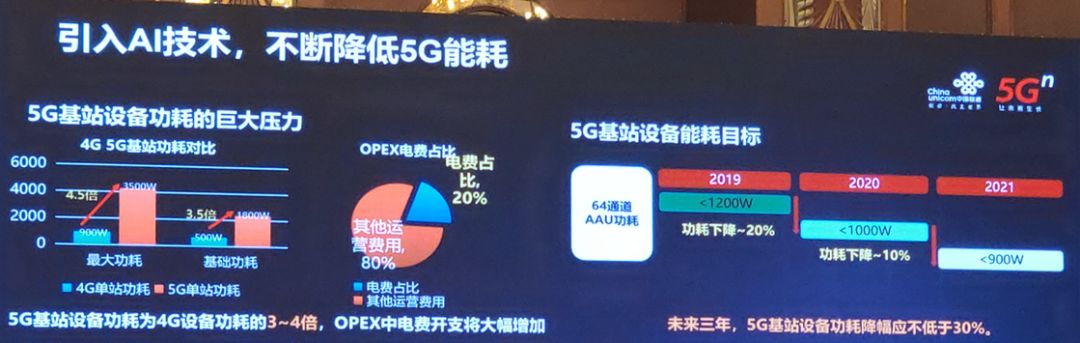 引入AI技术，不断降低5G能耗
China
unicom中国联通
创新·改变世界
5Gⁿ
让未来生长
5G基站设备功耗的巨大压力
4G 5G基站功耗对比
6000
4000
2000
0
4.5倍
3500W
900W
3.5倍
1800W
500W
最大功耗
基础功耗
4G单站功耗
5G单站功耗
OPEX电费占比
电费占
比,
20%
其他运
营费用,
80%
电费占比
其他运营费用
5G基站设备功耗为4G设备功耗的3~4倍，OPEX中电费开支将大幅增加
5G基站设备能耗目标
64通道
AAU功耗
2019
2020
2021
<1200W
功耗下降~20%
<1000W
功耗下降~10%
<900W
未来三年，5G基站设备功耗降幅应不低于30%。